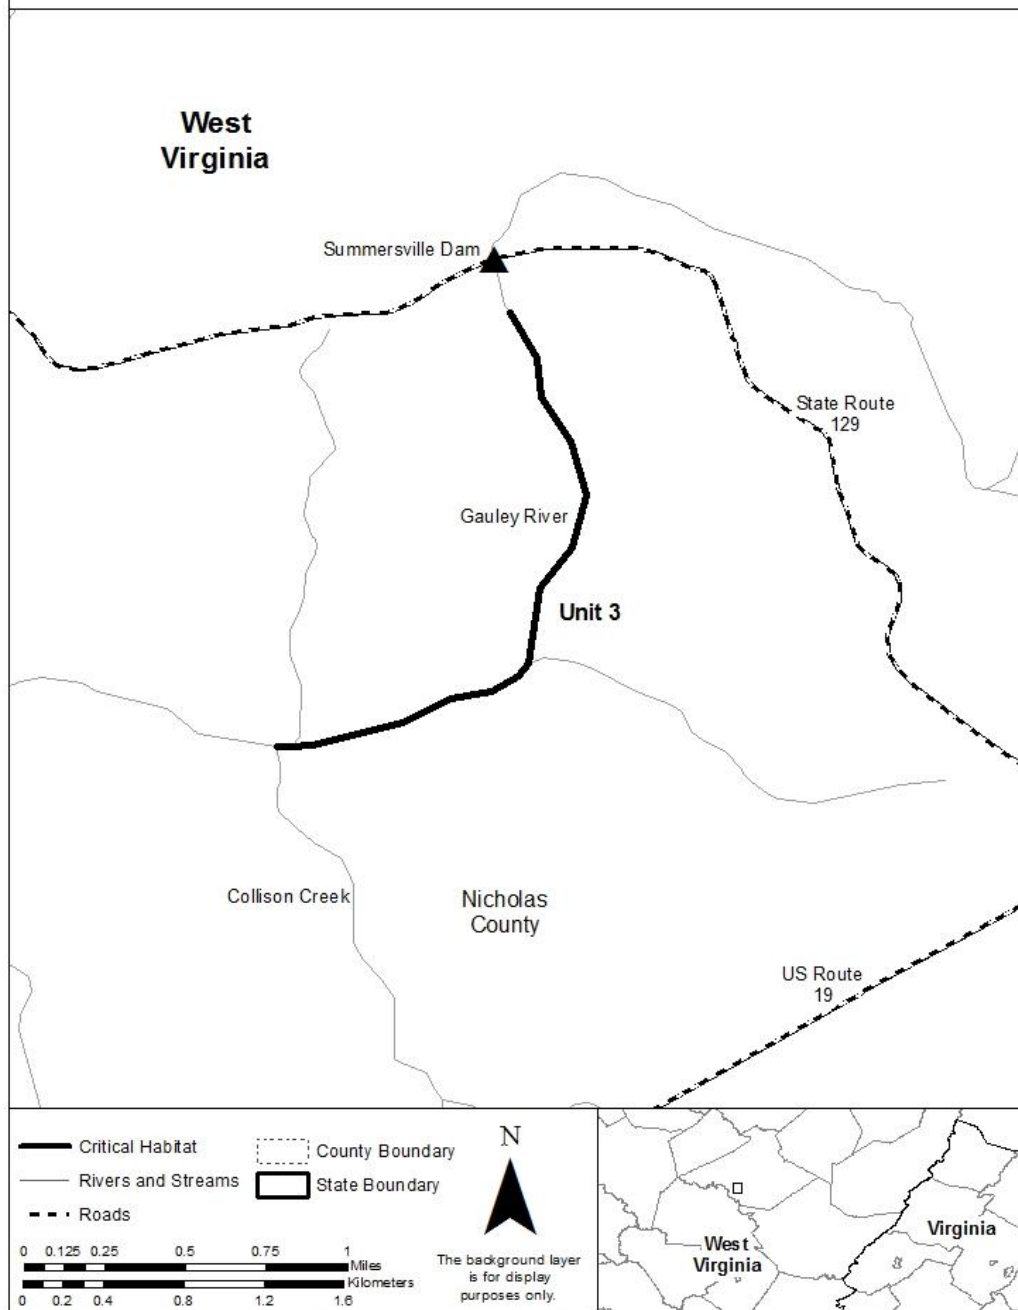 West
Virginia
Summersville Dam
State Route
129
Gauley River
Unit 3
Collison Creek
Nicholas
County
US Route
19
Critical Habitat
Rivers and Streams
Roads
County Boundary
State Boundary
N
The background layer
is for display
purposes only.
0 0.125 0.25 0.5 0.75 1
Miles
Kilometers
0 0.2 0.4 0.8 1.2 1.6
West
Virginia
Virginia